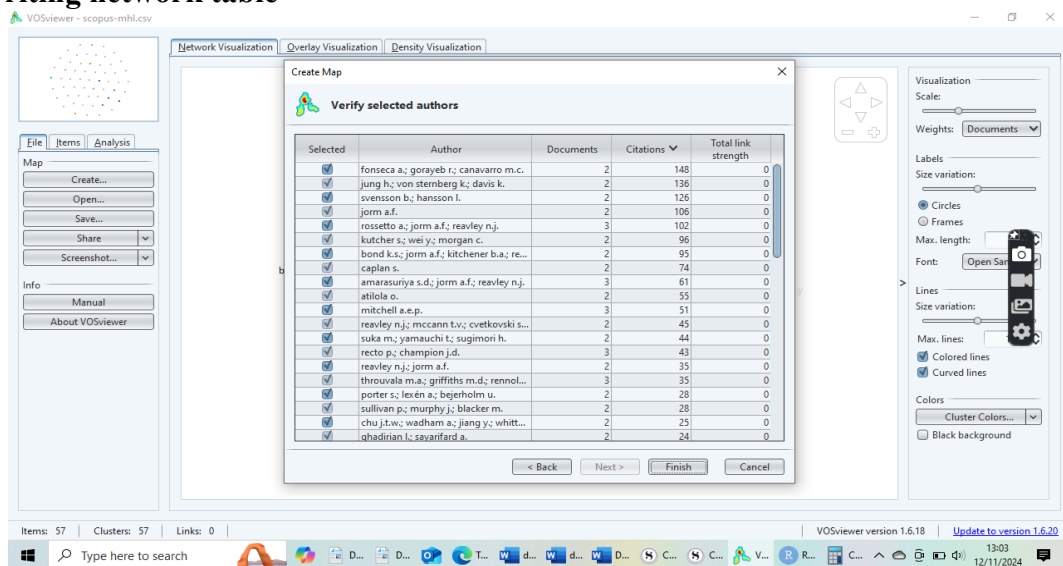 VOSviewer - scopus-mhl.csv
Network Visualization Overlay Visualization Density Visualization
File Items Analysis
Map
Create...
Open...
Save...
Share
Screenshot...
Info
Manual
About VOSviewer
Create Map
Verify selected authors
Selected Author Documents Citations Total link strength
fonseca a.; gorayeb r.; canavarro m.c. 2 148 0
jung h.; von sternberg k.; davis k. 2 136 0
svensson b.; hansson l. 2 126 0
jorm a.f. 2 106 0
rossetto a.; jorm a.f.; reavley n.j. 3 102 0
kutcher s.; wei y.; morgan c. 2 96 0
bond k.s.; jorm a.f.; kitchener b.a.; re... 2 95 0
caplan s. 2 74 0
amarasuriya s.d.; jorm a.f.; reavley n.j. 3 61 0
atilola o. 2 55 0
mitchell a.e.p. 3 51 0
reavley n.j.; mccann t.v.; cvetkovski s... 2 45 0
suka m.; yamauchi t.; sugimori h. 2 44 0
recto p.; champion j.d. 3 43 0
reavley n.j.; jorm a.f. 2 35 0
throuvala m.a.; griffiths m.d.; rennol... 3 35 0
porter s.; lexén a.; bejerholm u. 2 28 0
sullivan p.; murphy j.; blacker m. 2 28 0
chu j.t.w.; wadham a.; jiang y.; whitt... 2 25 0
ghadirian l.; sayarifard a. 2 24 0
< Back Next > Finish Cancel
Visualization
Scale:
Weights: Documents
Labels
Size variation:
Circles
Frames
Max. length:
Font: Open San
Lines
Size variation:
Max. lines:
Colored lines
Curved lines
Colors
Cluster Colors...
Black background
>
Items: 57 Clusters: 57 Links: 0 VOSviewer version 1.6.18 Update to version 1.6.20
Type here to search D... D... T... d... d... D... C... C... V... R... C... 13:03
12/11/2024